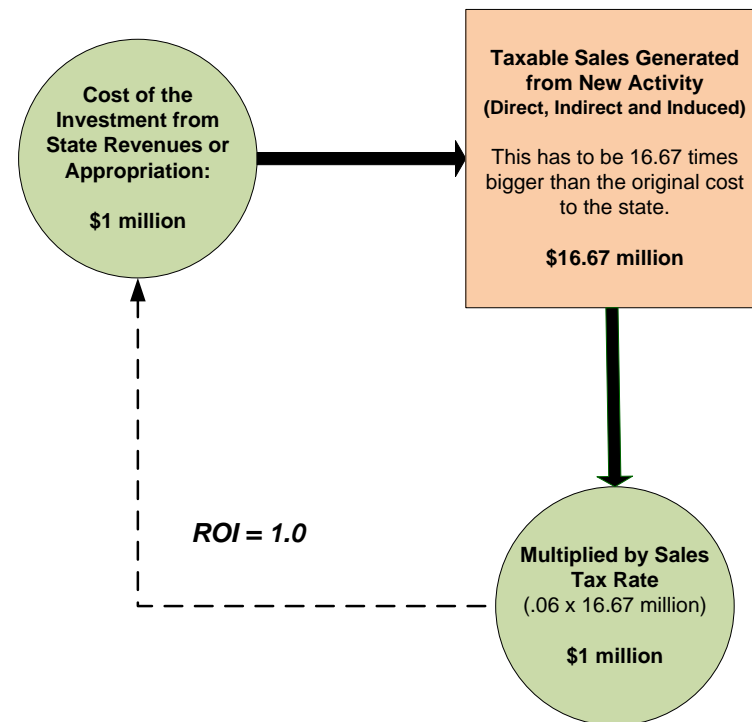 Cost of the
Investment from
State Revenues or
Appropriation:
$1 million
Taxable Sales Generated
from New Activity
(Direct, Indirect and Induced)
This has to be 16.67 times
bigger than the original cost
to the state.
$16.67 million
ROI = 1.0
Multiplied by Sales
Tax Rate
(.06 x 16.67 million)
$1 million